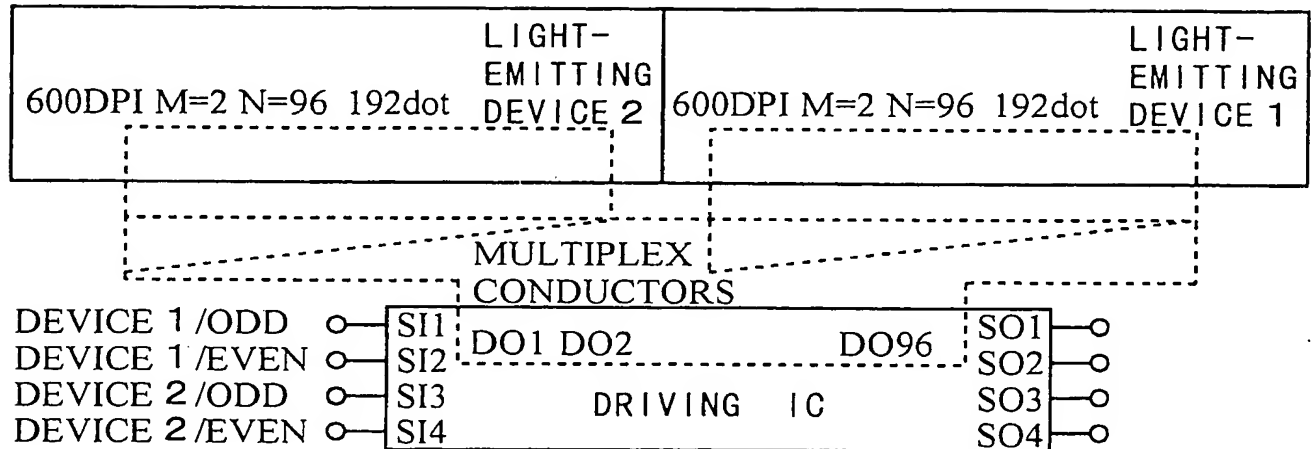 LIGHT-
EMITTING
600DPI M=2 N=96 192dot DEVICE 2
LIGHT-
EMITTING
600DPI M=2 N=96 192dot DEVICE 1
MULTIPLEX
CONDUCTORS
DEVICE 1/ODD SI1 SO1
DO1 DO2 DO96
DEVICE 1/EVEN SI2 SO2
DEVICE 2/ODD SI3 DRIVING IC SO3
DEVICE 2/EVEN SI4 SO4